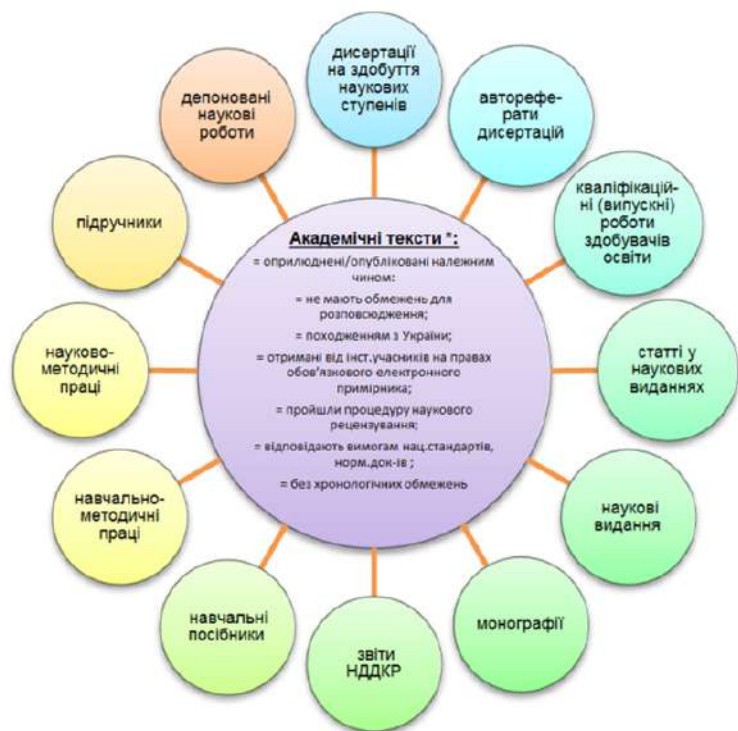 дисертації
на здобуття
наукових
ступенів
авторефе-
рати
дисертацій
кваліфікацій-
ні (випускні)
роботи
здобувачів
освіти
статті у
наукових
виданнях
наукові
видання
монографії
звіти
НДДКР
навчальні
посібники
навчально-
методичні
праці
науково-
методичні
праці
підручники
депоновані
наукові
роботи
Академічні тексти *:
= оприлюднені/опубліковані належним
чином:
= не мають обмежень для
розповсюдження;
= походженням з України;
= отримані від інст.учасників на правах
обов'язкового електронного
примірника;
= пройшли процедуру наукового
рецензування;
= відповідають вимогам нац.стандартів,
норм.док-ів ;
= без хронологічних обмежень